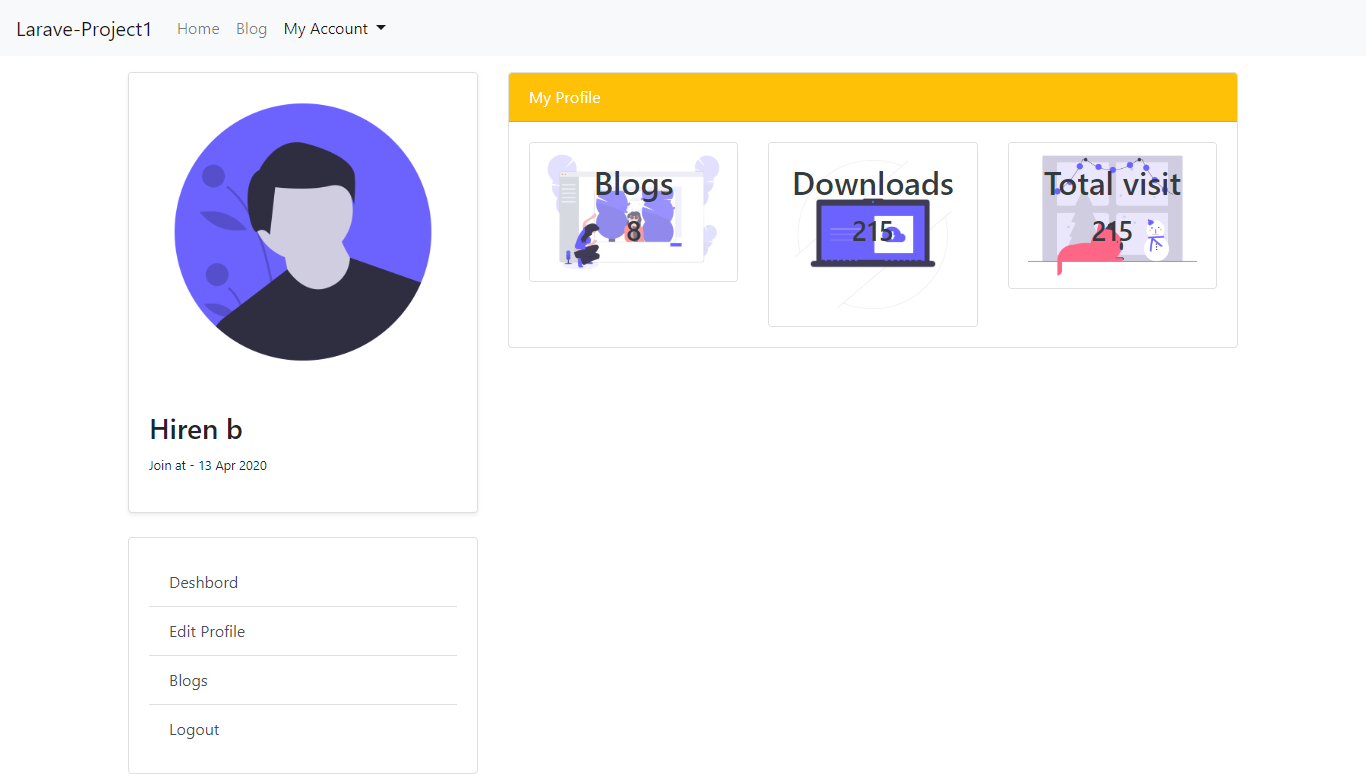 Larave-Project1 Home Blog My Account
Hiren b
Join at - 13 Apr 2020
Deshbord
Edit Profile
Blogs
Logout
My Profile
Blogs
8
Downloads
215
Total visit
215